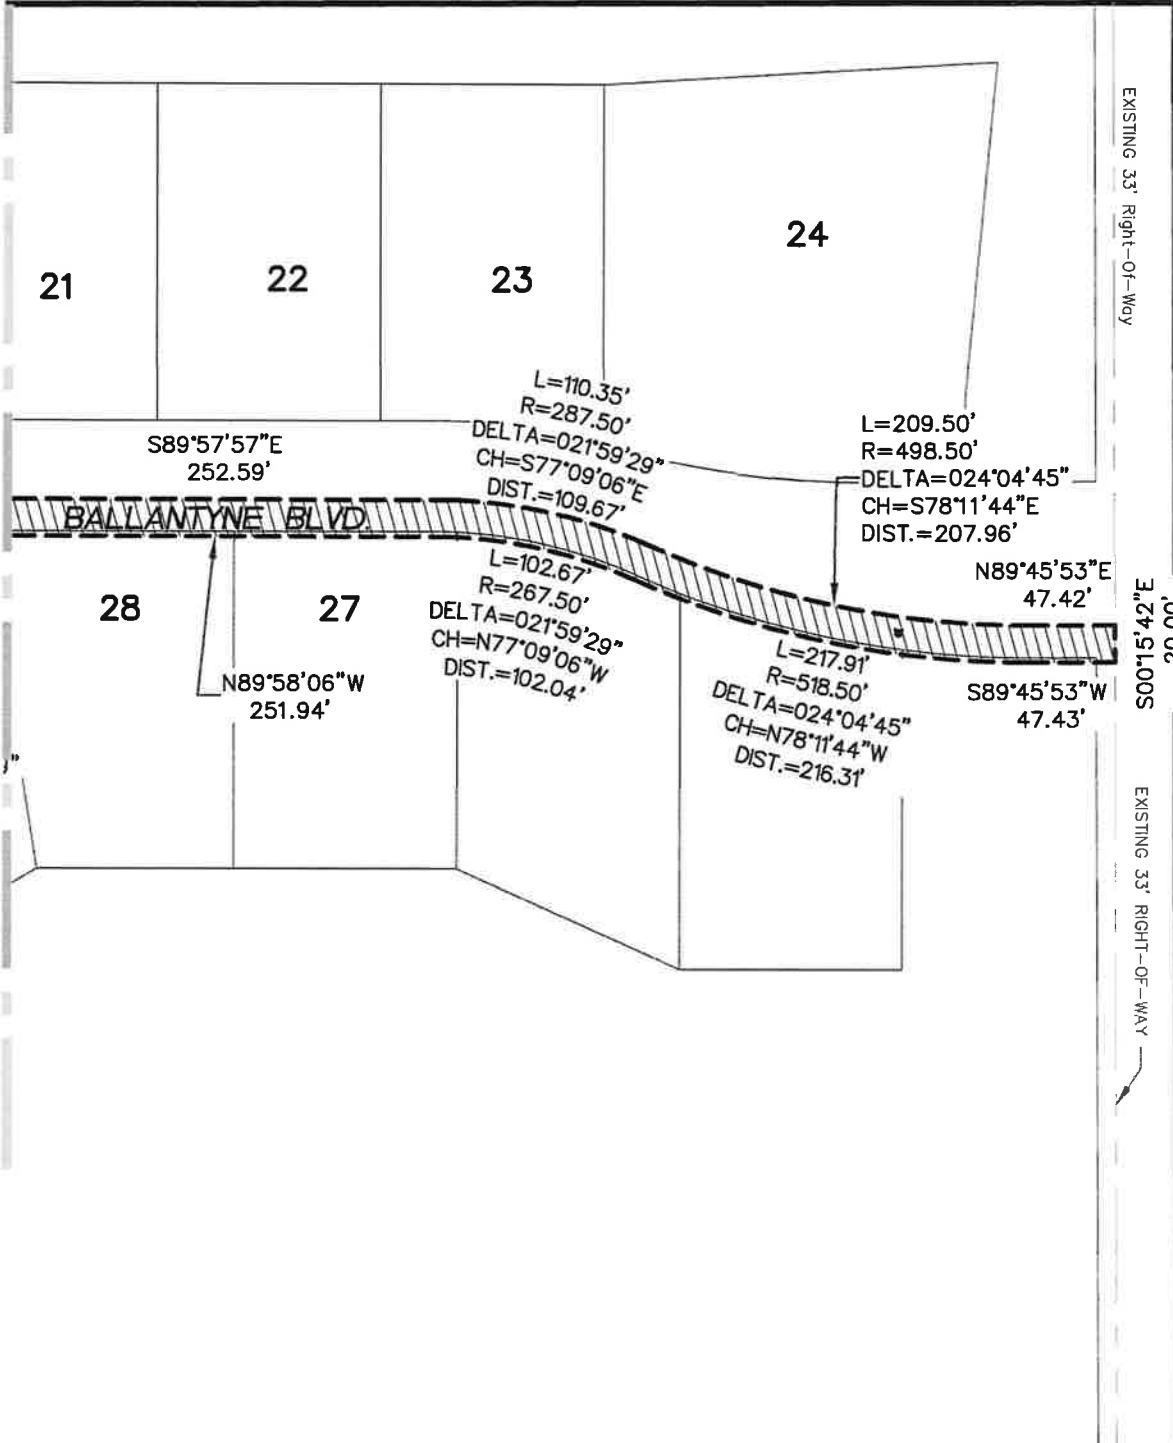 EXISTING 33' Right-Of-Way
24
21
22
23
L=110.35'
R=287.50'
DELTA=021°59'29"
CH=S77°09'06"E
DIST.=109.67'
L=209.50'
R=498.50'
DELTA=024°04'45"
CH=S78°11'44"E
DIST.=207.96'
S89°57'57"E
252.59'
BALLANTYNE BLVD.
N89°45'53"E
47.42'
S00°15'42"E
20.00'
28
27
L=102.67'
R=267.50'
DELTA=021°59'29"
CH=N77°09'06"W
DIST.=102.04'
L=217.91'
R=518.50'
DELTA=024°04'45"
CH=N78°11'44"W
DIST.=216.31'
S89°45'53"W
47.43'
N89°58'06"W
251.94'
EXISTING 33' RIGHT-OF-WAY